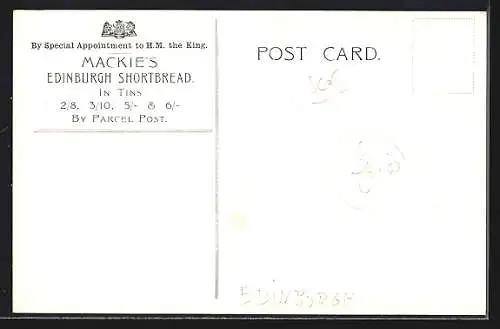 By Special Appointment to H.M. the King.
MACKIE'S
EDINBURGH SHORTBREAD.
IN TINS
2/8, 3/10, 5/- & 6/-
BY PARCEL POST.
POST CARD.
EDINBURGH